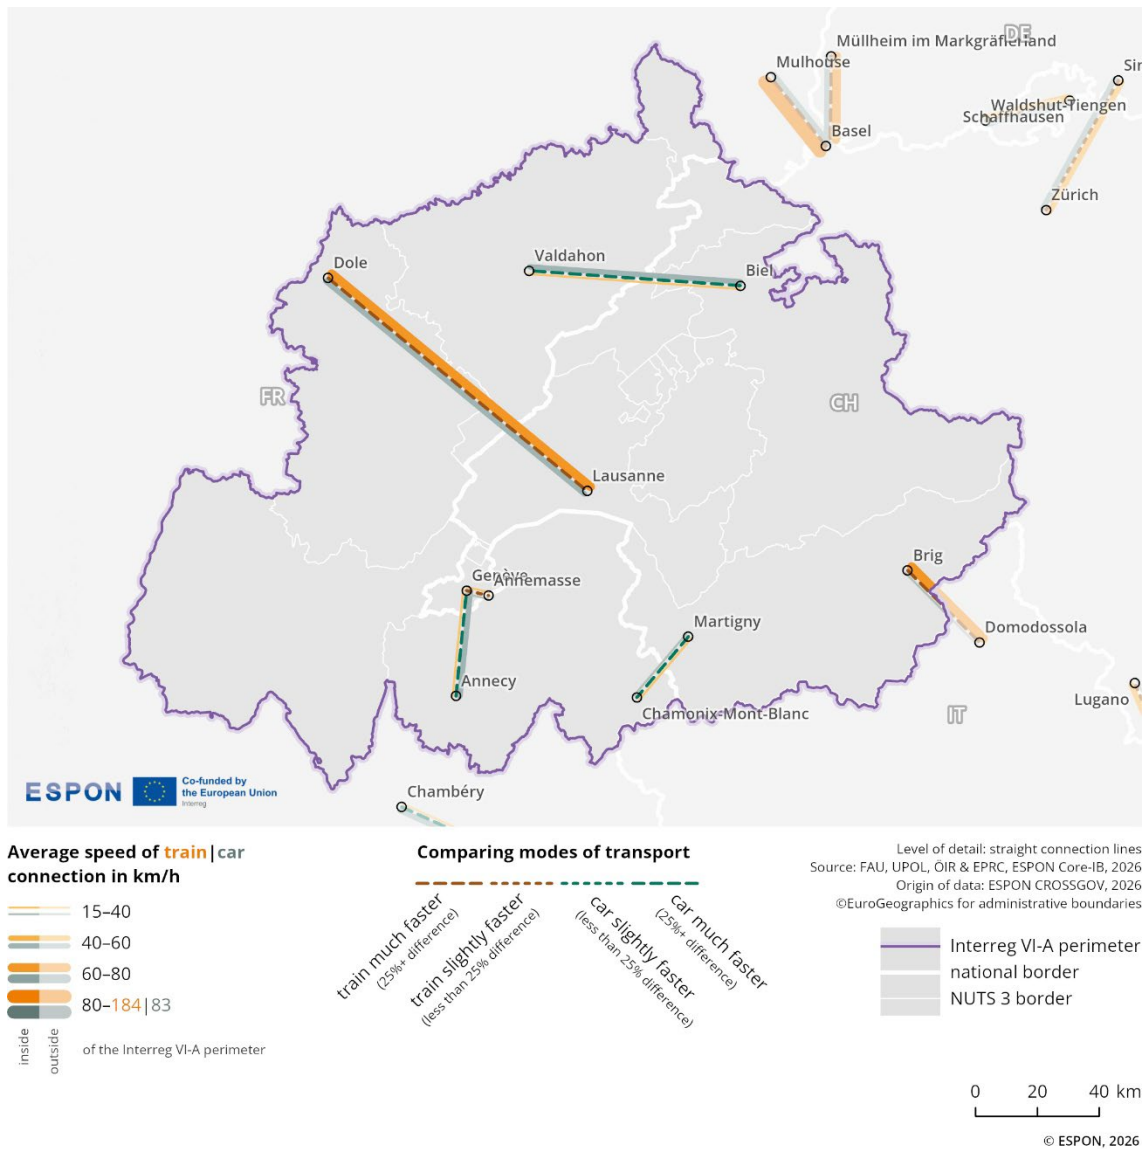 DE
Müllheim im Markgräflerland
Mulhouse
Sin
Waldshut-Tiengen
Schaffhausen
Basel
Zürich
Valdahon
Dole
Biel
FR
CH
Lausanne
Brig
Genève
Annemasse
Martigny
Domodossola
Annecy
Lugano
Chamonix-Mont-Blanc
IT
ESPON
Co-funded by
the European Union
Interreg
Chambéry
Average speed of train|car
connection in km/h
15–40
40–60
60–80
80–184|83
inside
outside
of the Interreg VI-A perimeter
Comparing modes of transport
train much faster
(25%+ difference)
train slightly faster
(less than 25% difference)
car slightly faster
(less than 25% difference)
car much faster
(25%+ difference)
Level of detail: straight connection lines
Source: FAU, UPOL, ÖIR & EPRC, ESPON Core-IB, 2026
Origin of data: ESPON CROSSGOV, 2026
©EuroGeographics for administrative boundaries
Interreg VI-A perimeter
national border
NUTS 3 border
0 20 40 km
© ESPON, 2026